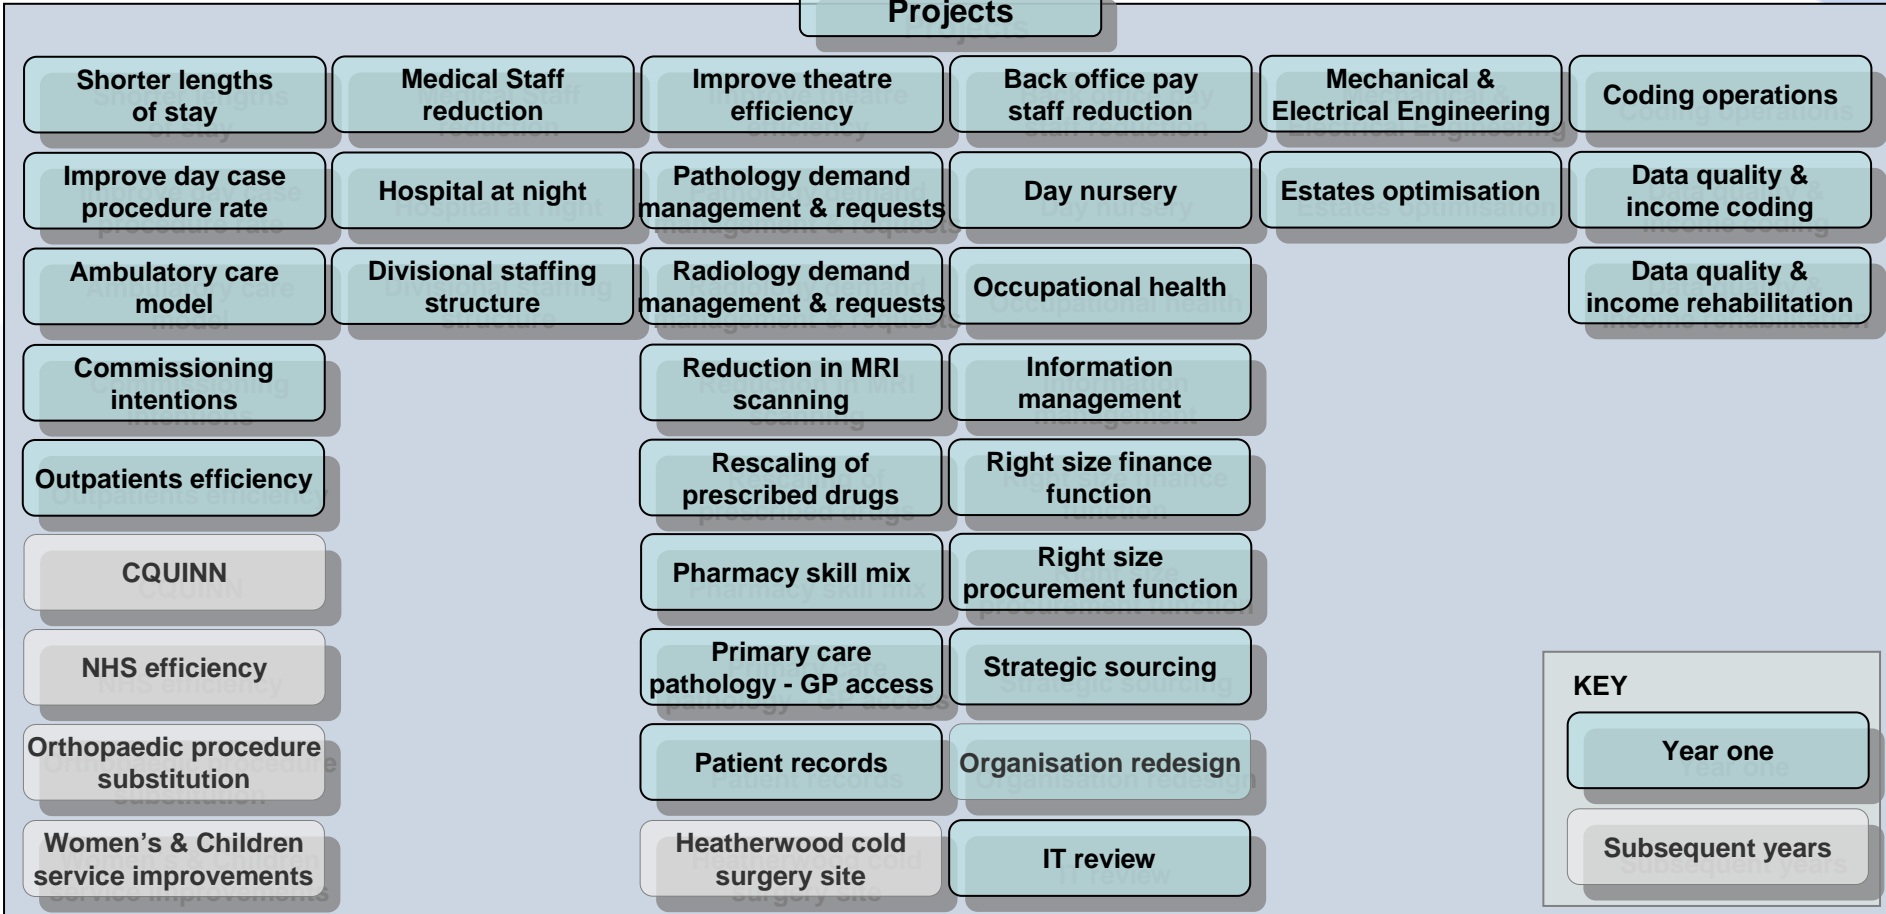 Projects
Shorter lengths
of stay
Medical Staff
reduction
Improve theatre
efficiency
Back office pay
staff reduction
Mechanical &
Electrical Engineering
Coding operations
Improve day case
procedure rate
Hospital at night
Pathology demand
management & requests
Day nursery
Estates optimisation
Data quality &
income coding
Ambulatory care
model
Divisional staffing
structure
Radiology demand
management & requests
Occupational health
Data quality &
income rehabilitation
Commissioning
intentions
Reduction in MRI
scanning
Information
management
Outpatients efficiency
Rescaling of
prescribed drugs
Right size finance
function
CQUINN
Pharmacy skill mix
Right size
procurement function
NHS efficiency
Primary care
pathology - GP access
Strategic sourcing
Orthopaedic procedure
substitution
Patient records
Organisation redesign
Women’s & Children
service improvements
Heatherwood cold
surgery site
IT review
KEY
Year one
Subsequent years